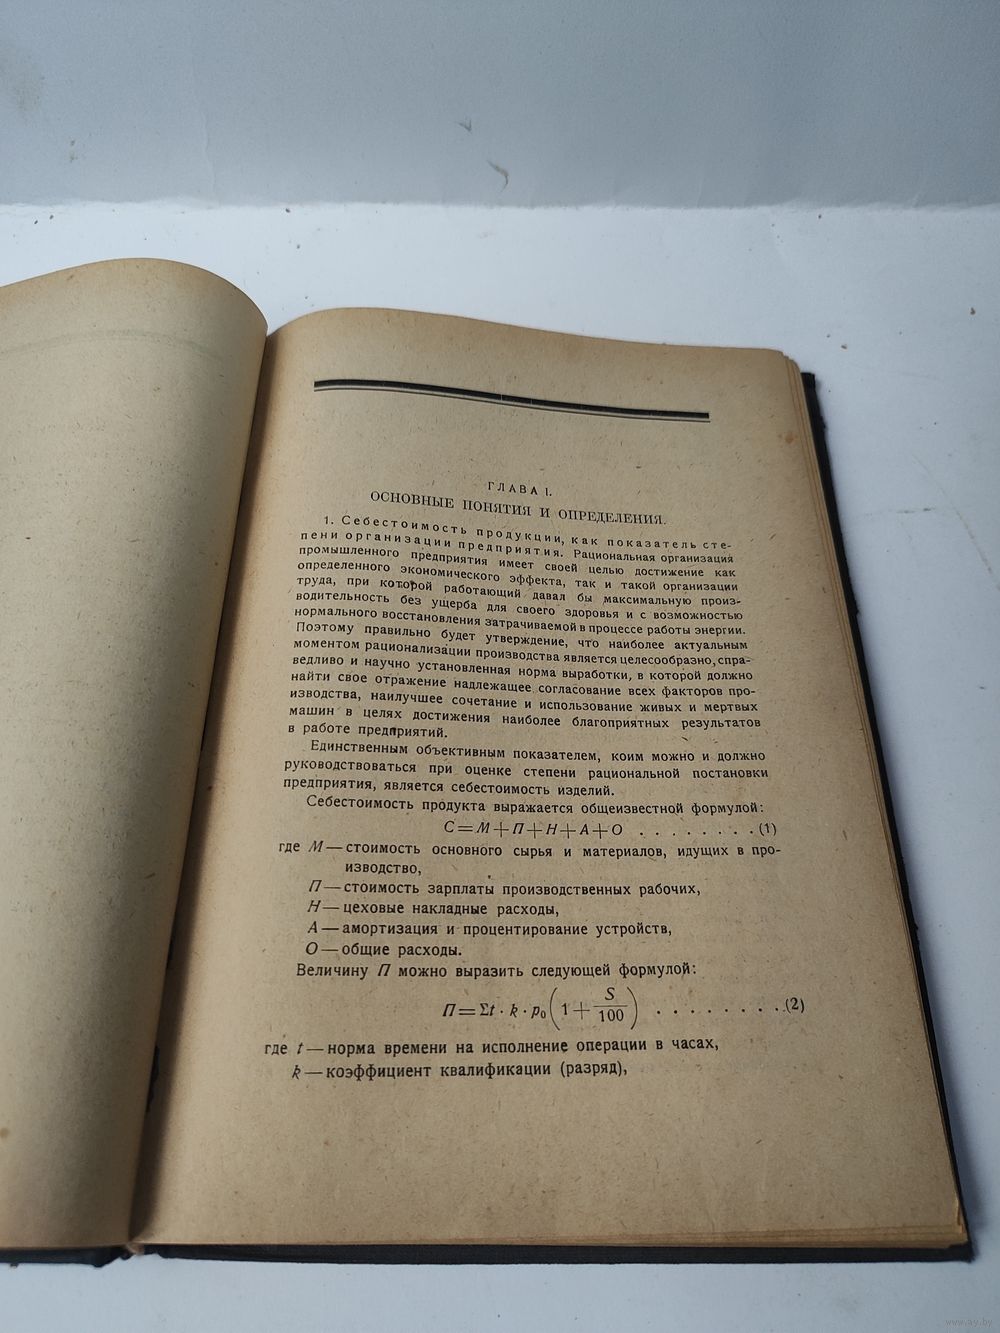 ГЛАВА I.
ОСНОВНЫЕ ПОНЯТИЯ И ОПРЕДЕЛЕНИЯ.
1. Себестоимость продукции, как показатель сте-
пени организации предприятия. Рациональная организация
промышленного предприятия имеет своей целью достижение как
определенного экономического эффекта, так и такой организации
труда, при которой работающий давал бы максимальную произ-
водительность без ущерба для своего здоровья и с возможностью
нормального восстановления затрачиваемой в процессе работы энергии.
Поэтому правильно будет утверждение, что наиболее актуальным
моментом рационализации производства является целесообразно, спра-
ведливо и научно установленная норма выработки, в которой должно
найти свое отражение надлежащее согласование всех факторов про-
изводства, наилучшее сочетание и использование живых и мертвых
машин в целях достижения наиболее благоприятных результатов
в работе предприятий.
Единственным объективным показателем, коим можно и должно
руководствоваться при оценке степени рациональной постановки
предприятия, является себестоимость изделий.
Себестоимость продукта выражается общеизвестной формулой:
С=М+П+Н+А+О . . . . . . . . (1)
где М—стоимость основного сырья и материалов, идущих в про-
изводство,
П—стоимость зарплаты производственных рабочих,
Н—цеховые накладные расходы,
А—амортизация и процентирование устройств,
О—общие расходы.
Величину П можно выразить следующей формулой:
П=Σt · k · p₀(1+S/100) . . . . . . . . . (2)
где t—норма времени на исполнение операции в часах,
k—коэффициент квалификации (разряд),
www.ay.by